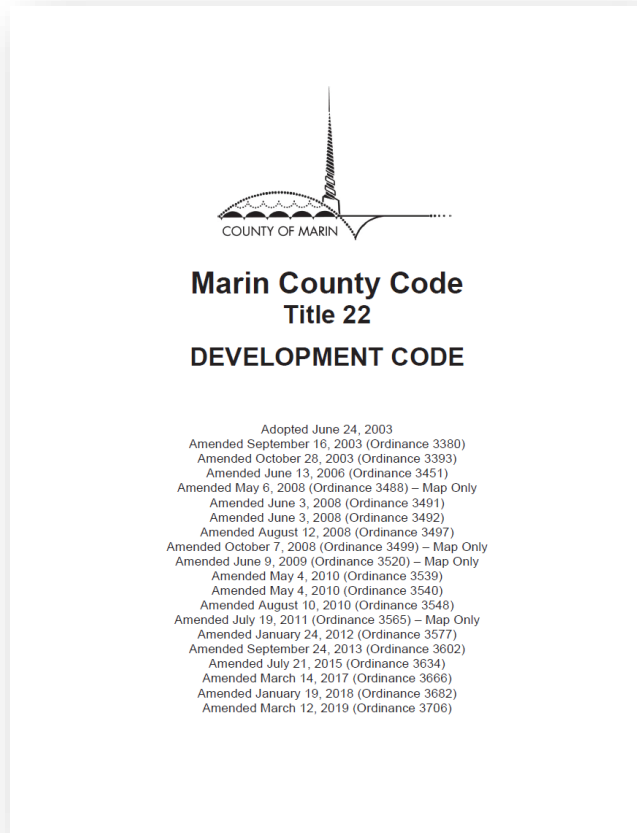 COUNTY OF MARIN
Marin County Code
Title 22
DEVELOPMENT CODE
Adopted June 24, 2003
Amended September 16, 2003 (Ordinance 3380)
Amended October 28, 2003 (Ordinance 3393)
Amended June 13, 2006 (Ordinance 3451)
Amended May 6, 2008 (Ordinance 3488) – Map Only
Amended June 3, 2008 (Ordinance 3491)
Amended June 3, 2008 (Ordinance 3492)
Amended August 12, 2008 (Ordinance 3497)
Amended October 7, 2008 (Ordinance 3499) – Map Only
Amended June 9, 2009 (Ordinance 3520) – Map Only
Amended May 4, 2010 (Ordinance 3539)
Amended May 4, 2010 (Ordinance 3540)
Amended August 10, 2010 (Ordinance 3548)
Amended July 19, 2011 (Ordinance 3565) – Map Only
Amended January 24, 2012 (Ordinance 3577)
Amended September 24, 2013 (Ordinance 3602)
Amended July 21, 2015 (Ordinance 3634)
Amended March 14, 2017 (Ordinance 3666)
Amended January 19, 2018 (Ordinance 3682)
Amended March 12, 2019 (Ordinance 3706)